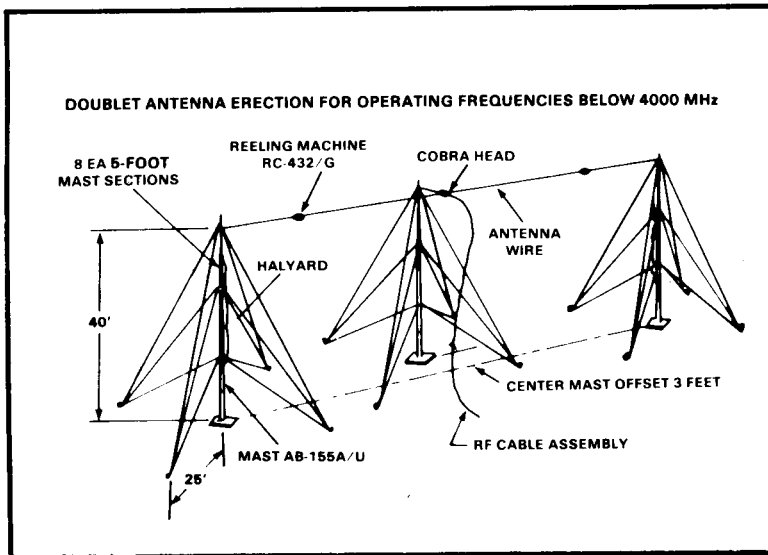 DOUBLET ANTENNA ERECTION FOR OPERATING FREQUENCIES BELOW 4000 MHz
REELING MACHINE
RC-432/G
8 EA 5-FOOT
MAST SECTIONS
COBRA HEAD
ANTENNA
WIRE
HALYARD
40'
CENTER MAST OFFSET 3 FEET
RF CABLE ASSEMBLY
MAST AB-155A/U
25'